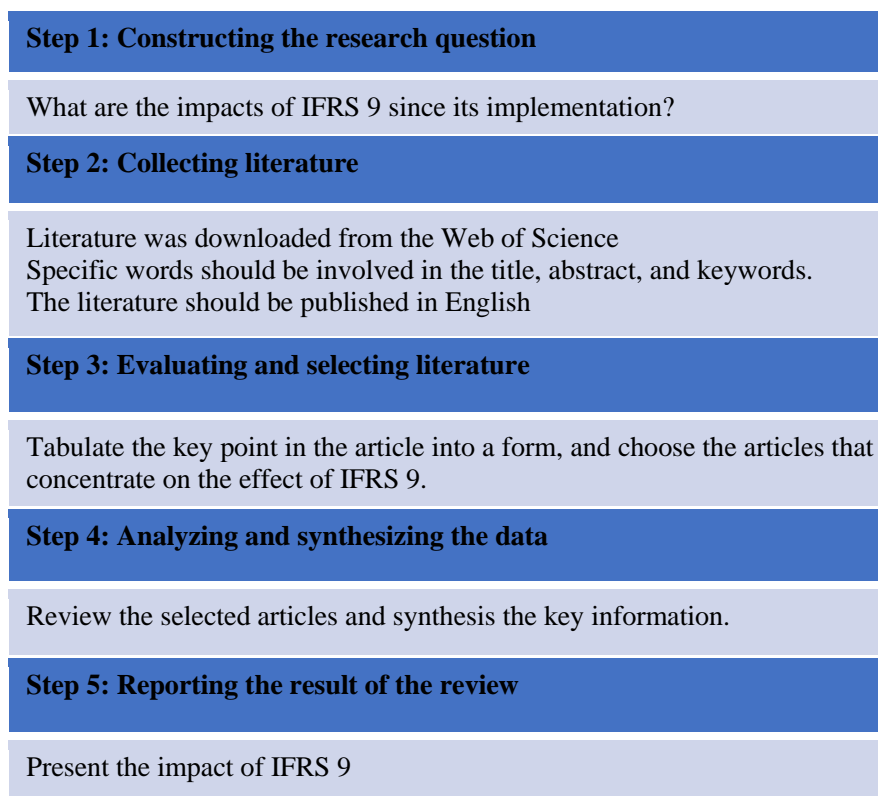 Step 1: Constructing the research question
What are the impacts of IFRS 9 since its implementation?
Step 2: Collecting literature
Literature was downloaded from the Web of Science
Specific words should be involved in the title, abstract, and keywords.
The literature should be published in English
Step 3: Evaluating and selecting literature
Tabulate the key point in the article into a form, and choose the articles that
concentrate on the effect of IFRS 9.
Step 4: Analyzing and synthesizing the data
Review the selected articles and synthesis the key information.
Step 5: Reporting the result of the review
Present the impact of IFRS 9